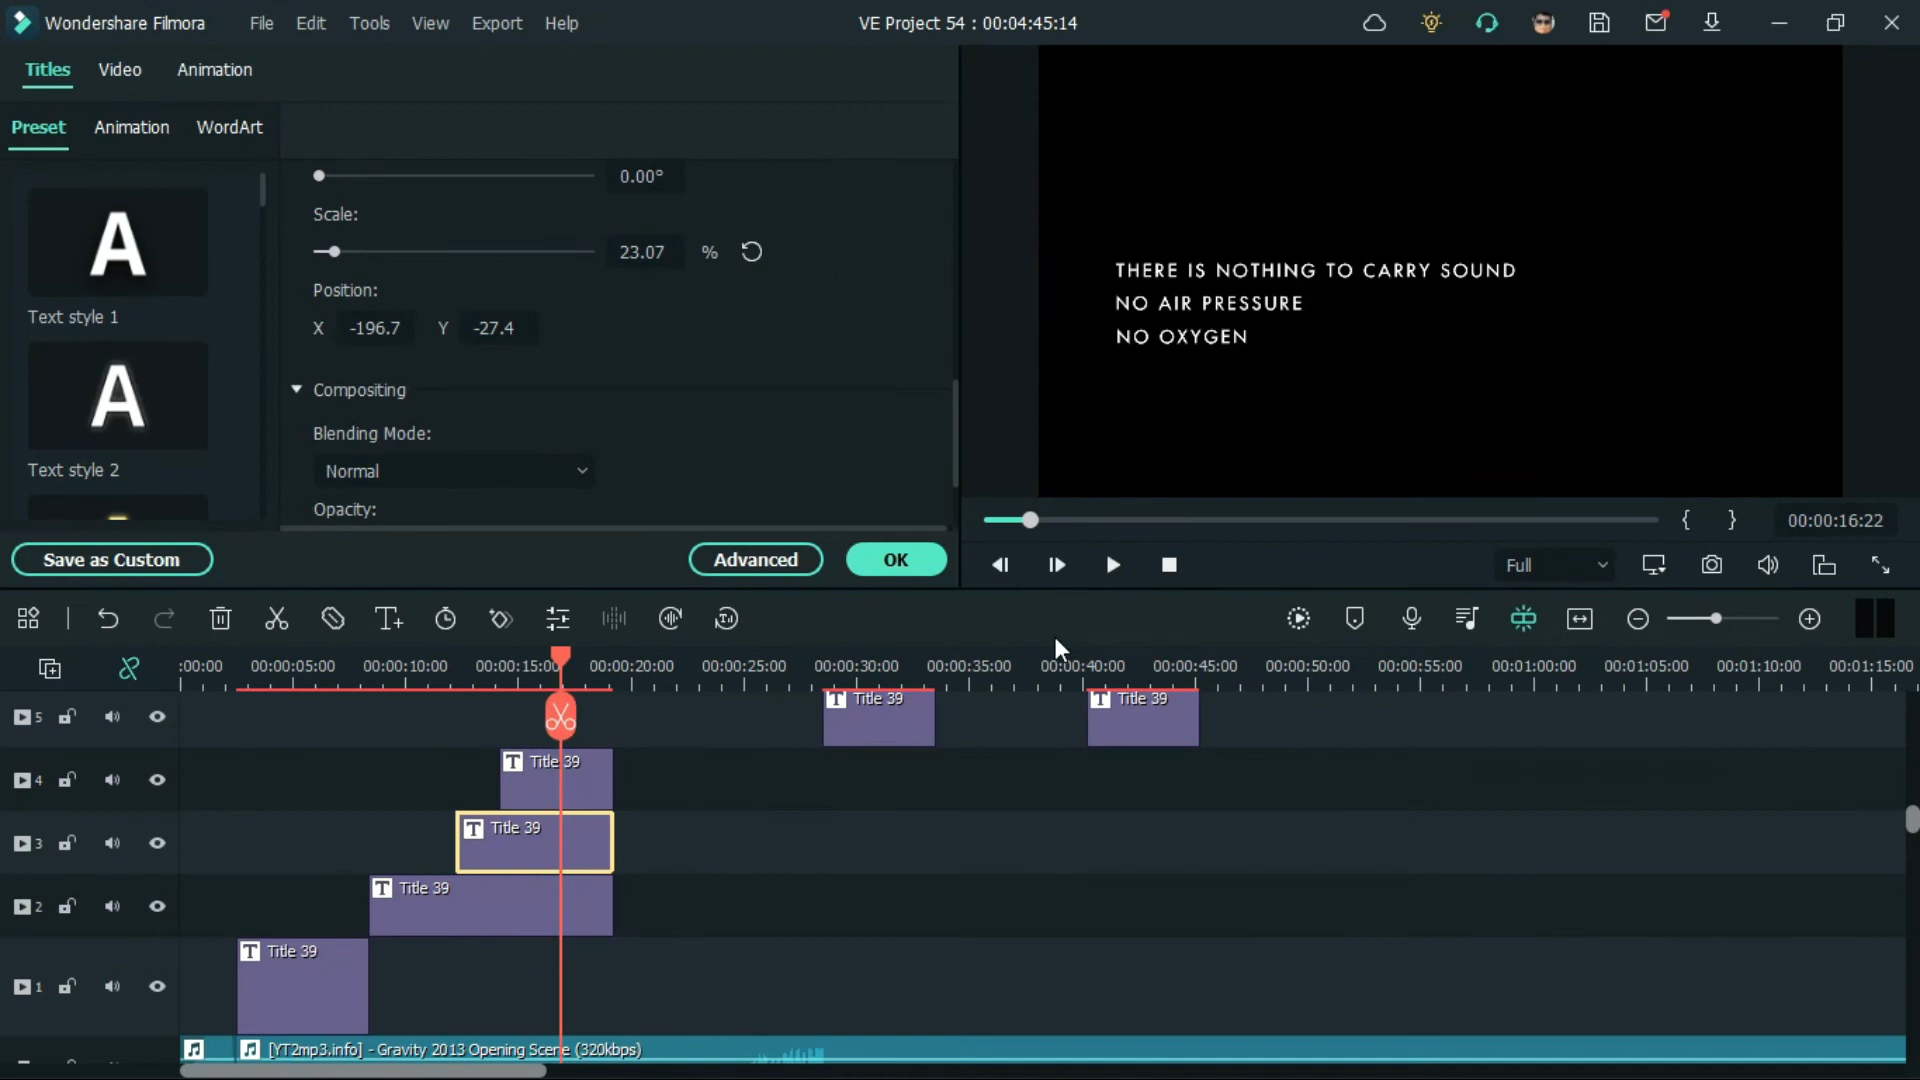 Wondershare Filmora File Edit Tools View Export Help VE Project 54 : 00:04:45:14
Titles Video Animation
Preset Animation WordArt
A
Text style 1
A
Text style 2
0.00°
Scale:
23.07 %
Position:
X -196.7 Y -27.4
Compositing
Blending Mode:
Normal
Opacity:
Save as Custom Advanced OK
THERE IS NOTHING TO CARRY SOUND
NO AIR PRESSURE
NO OXYGEN
{ } 00:00:16:22
Full
:00:00 00:00:05:00 00:00:10:00 00:00:15:00 00:00:20:00 00:00:25:00 00:00:30:00 00:00:35:00 00:00:40:00 00:00:45:00 00:00:50:00 00:00:55:00 00:01:00:00 00:01:05:00 00:01:10:00 00:01:15:00
5 T Title 39 T Title 39
4 T Title 39
3 T Title 39
2 T Title 39
1 T Title 39
[YT2mp3.info] - Gravity 2013 Opening Scene (320kbps)